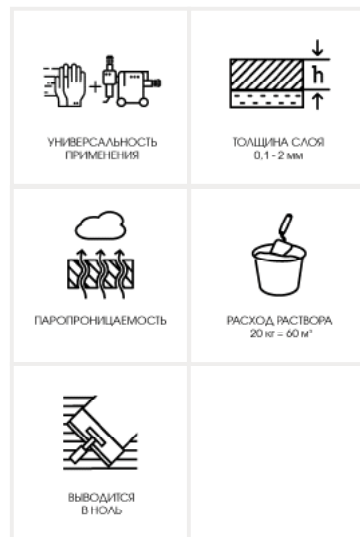 УНИВЕРСАЛЬНОСТЬ
ПРИМЕНЕНИЯ
h
ТОЛЩИНА СЛОЯ
0,1 - 2 мм
ПАРОПРОНИЦАЕМОСТЬ
РАСХОД РАСТВОРА
20 кг = 60 м²
ВЫВОДИТСЯ
В НОЛЬ